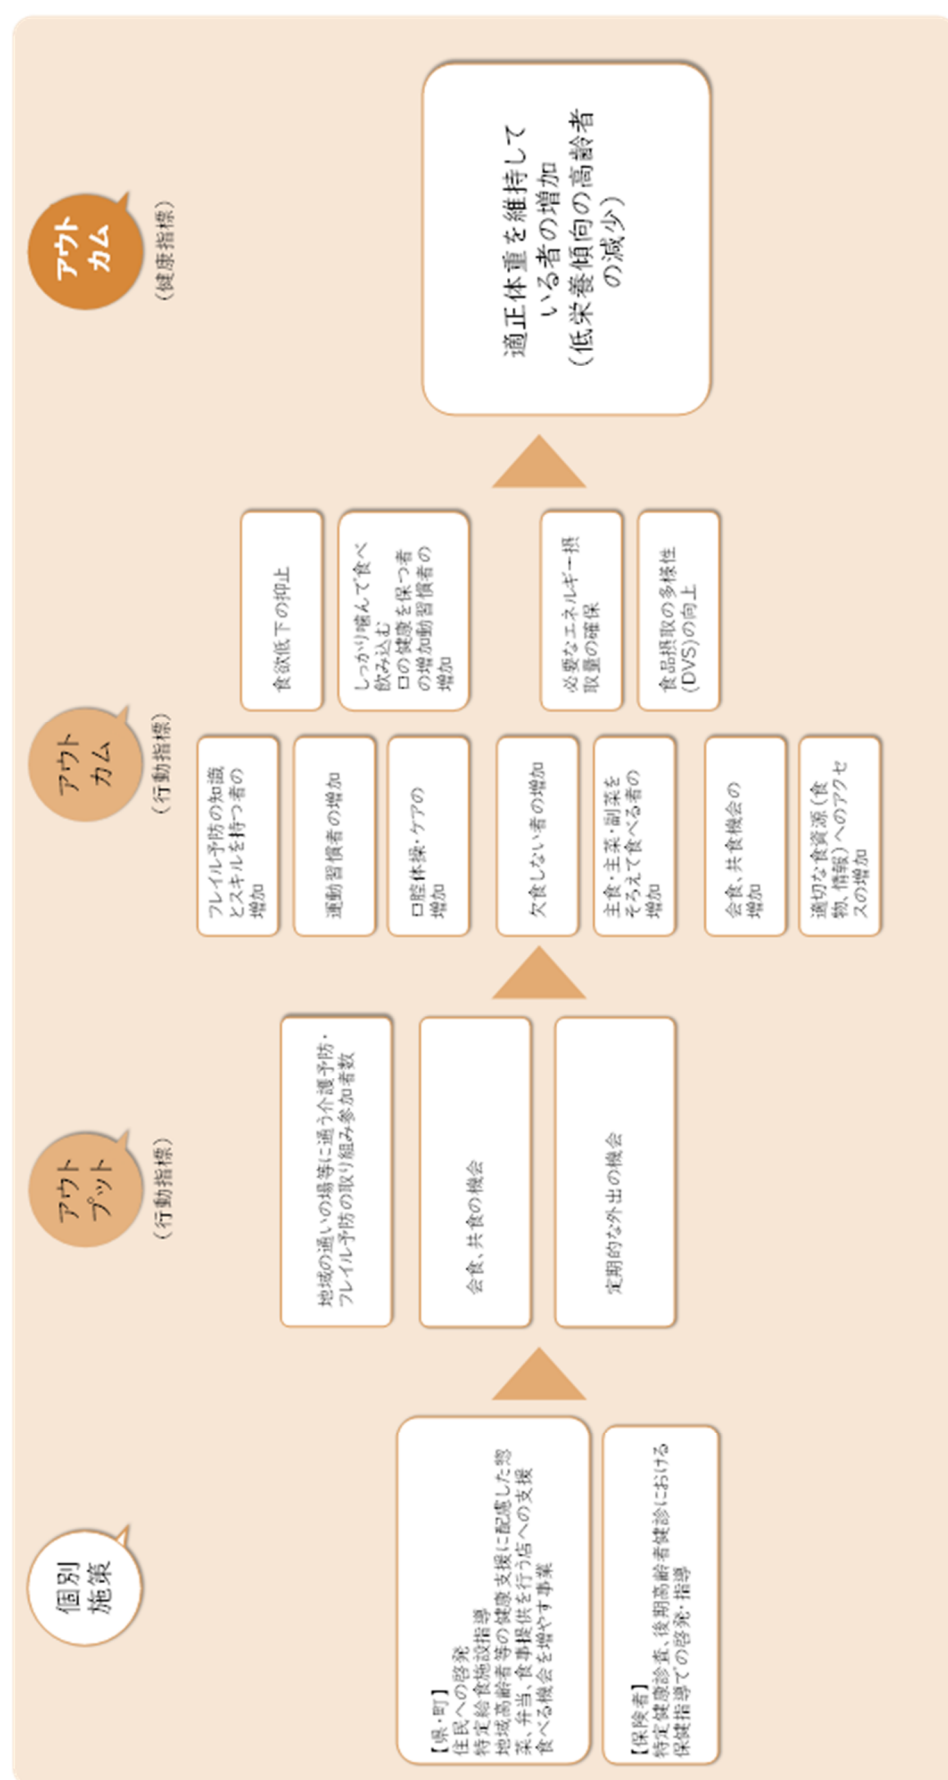 個別
施策
【県・町】
住民への啓発
特定給食施設指導
地域高齢者等の健康支援に配慮した惣
菜、弁当、食事提供を行う店への支援
食べる機会を増やす事業
【保険者】
特定健康診査、後期高齢者健診における
保健指導での啓発・指導
アウト
プット
(行動指標)
地域の通いの場等に通う介護予防・
フレイル予防の取り組み参加者数
会食、共食の機会
定期的な外出の機会
アウト
カム
(行動指標)
フレイル予防の知識
とスキルを持つ者の
増加
運動習慣者の増加
口腔体操・ケアの
増加
欠食しない者の増加
主食・主菜・副菜を
そろえて食べる者の
増加
会食、共食機会の
増加
適切な食資源(食
物、情報)へのアクセ
スの増加
食欲低下の抑止
しっかり噛んで食べ
飲み込む
口の健康を保つ者
の増加動習慣者の
増加
必要なエネルギー摂
取量の確保
食品摂取の多様性
(DVS)の向上
アウト
カム
(健康指標)
適正体重を維持して
いる者の増加
(低栄養傾向の高齢者
の減少)